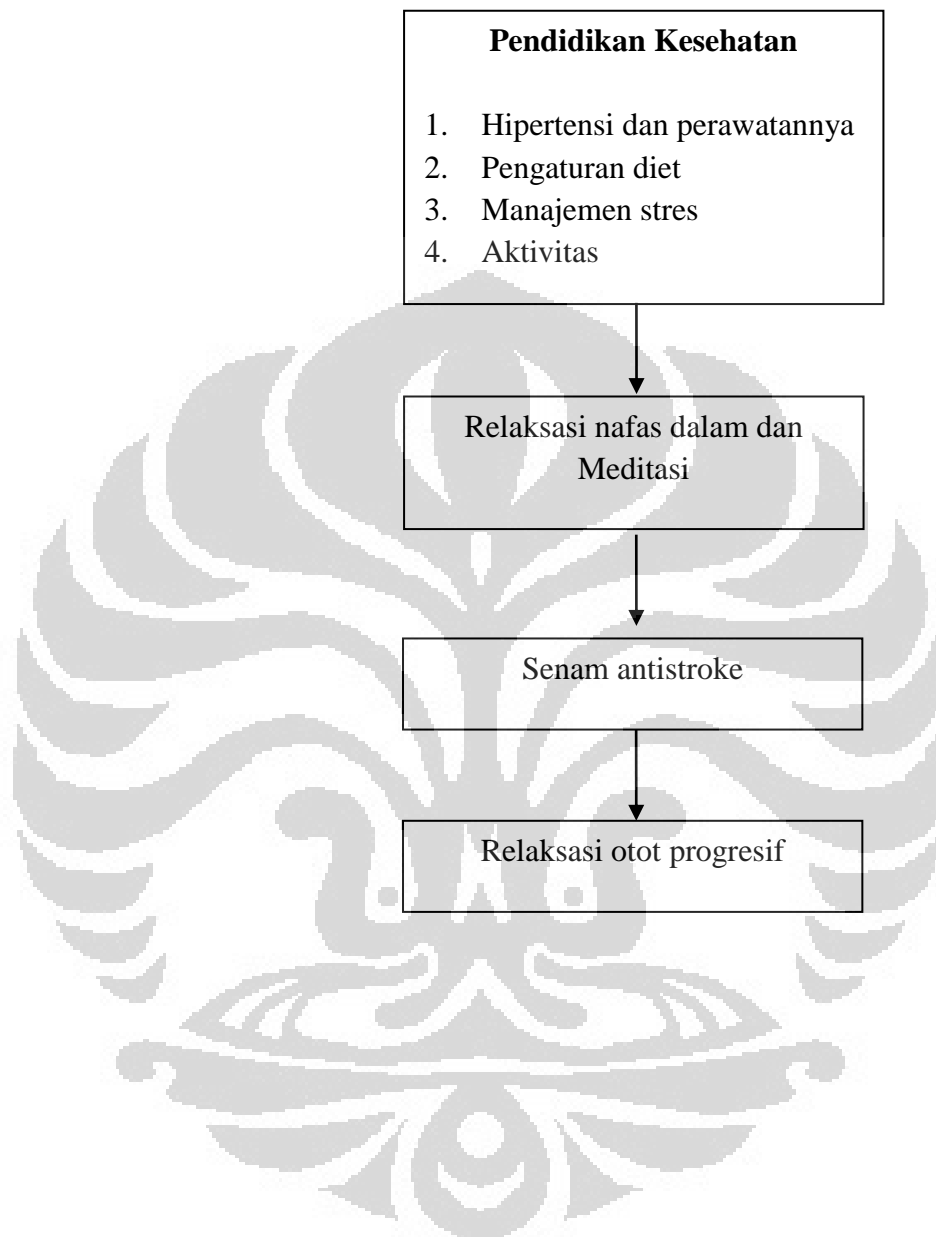 Pendidikan Kesehatan
1. Hipertensi dan perawatannya
2. Pengaturan diet
3. Manajemen stres
4. Aktivitas
Relaksasi nafas dalam dan
Meditasi
Senam antistroke
Relaksasi otot progresif